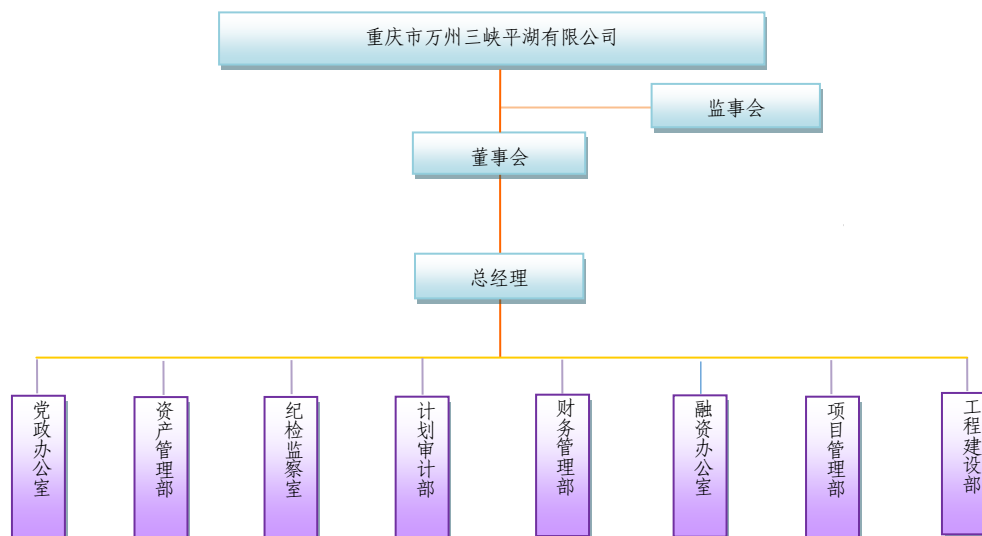 重庆市万州三峡平湖有限公司
监事会
董事会
总经理
党政办公室
资产管理部
纪检监察室
计划审计部
财务管理部
融资办公室
项目管理部
工程建设部